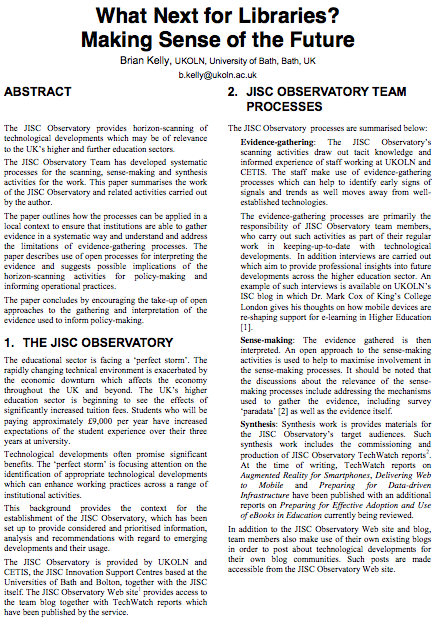 What Next for Libraries?
Making Sense of the Future
Brian Kelly, UKOLN, University of Bath, Bath, UK
b.kelly@ukoln.ac.uk
ABSTRACT
The JISC Observatory provides horizon-scanning of
technological developments which may be of relevance
to the UK's higher and further education sectors.
The JISC Observatory Team has developed systematic
processes for the scanning, sense-making and synthesis
activities for the work. This paper summarises the work
of the JISC Observatory and related activities carried out
by the author.
The paper outlines how the processes can be applied in a
local context to ensure that institutions are able to gather
evidence in a systematic way and understand and address
the limitations of evidence-gathering processes. The
paper describes use of open processes for interpreting the
evidence and suggests possible implications of the
horizon-scanning activities for policy-making and
informing operational practices.
The paper concludes by encouraging the take-up of open
approaches to the gathering and interpretation of the
evidence used to inform policy-making.
1. THE JISC OBSERVATORY
The educational sector is facing a 'perfect storm'. The
rapidly changing technical environment is exacerbated by
the economic downturn which affects the economy
throughout the UK and beyond. The UK's higher
education sector is beginning to see the effects of
significantly increased tuition fees. Students who will be
paying approximately £9,000 per year have increased
expectations of the student experience over their three
years at university.
Technological developments often promise significant
benefits. The 'perfect storm' is focusing attention on the
identification of appropriate technological developments
which can enhance working practices across a range of
institutional activities.
This background provides the context for the
establishment of the JISC Observatory, which has been
set up to provide considered and prioritised information,
analysis and recommendations with regard to emerging
developments and their usage.
The JISC Observatory is provided by UKOLN and
CETIS, the JISC Innovation Support Centres based at the
Universities of Bath and Bolton, together with the JISC
itself. The JISC Observatory Web site¹ provides access to
the team blog together with TechWatch reports which
have been published by the service.
2. JISC OBSERVATORY TEAM
PROCESSES
The JISC Observatory processes are summarised below:
Evidence-gathering: The JISC Observatory's
scanning activities draw out tacit knowledge and
informed experience of staff working at UKOLN and
CETIS. The staff make use of evidence-gathering
processes which can help to identify early signs of
signals and trends as well moves away from well-
established technologies.
The evidence-gathering processes are primarily the
responsibility of JISC Observatory team members,
who carry out such activities as part of their regular
work in keeping-up-to-date with technological
developments. In addition interviews are carried out
which aim to provide professional insights into future
developments across the higher education sector. An
example of such interviews is available on UKOLN's
ISC blog in which Dr. Mark Cox of King's College
London gives his thoughts on how mobile devices are
re-shaping support for e-learning in Higher Education
[1].
Sense-making: The evidence gathered is then
interpreted. An open approach to the sense-making
activities is used to help to maximise involvement in
the sense-making processes. It should be noted that
the discussions about the relevance of the sense-
making processes include addressing the mechanisms
used to gather the evidence, including survey
'paradata' [2] as well as the evidence itself.
Synthesis: Synthesis work is provides materials for
the JISC Observatory's target audiences. Such
synthesis work includes the commissioning and
production of JISC Observatory TechWatch reports².
At the time of writing, TechWatch reports on
Augmented Reality for Smartphones, Delivering Web
to Mobile and Preparing for Data-driven
Infrastructure have been published with an additional
reports on Preparing for Effective Adoption and Use
of eBooks in Education currently being reviewed.
In addition to the JISC Observatory Web site and blog,
team members also make use of their own existing blogs
in order to post about technological developments for
their own blog communities. Such posts are made
accessible from the JISC Observatory Web site.